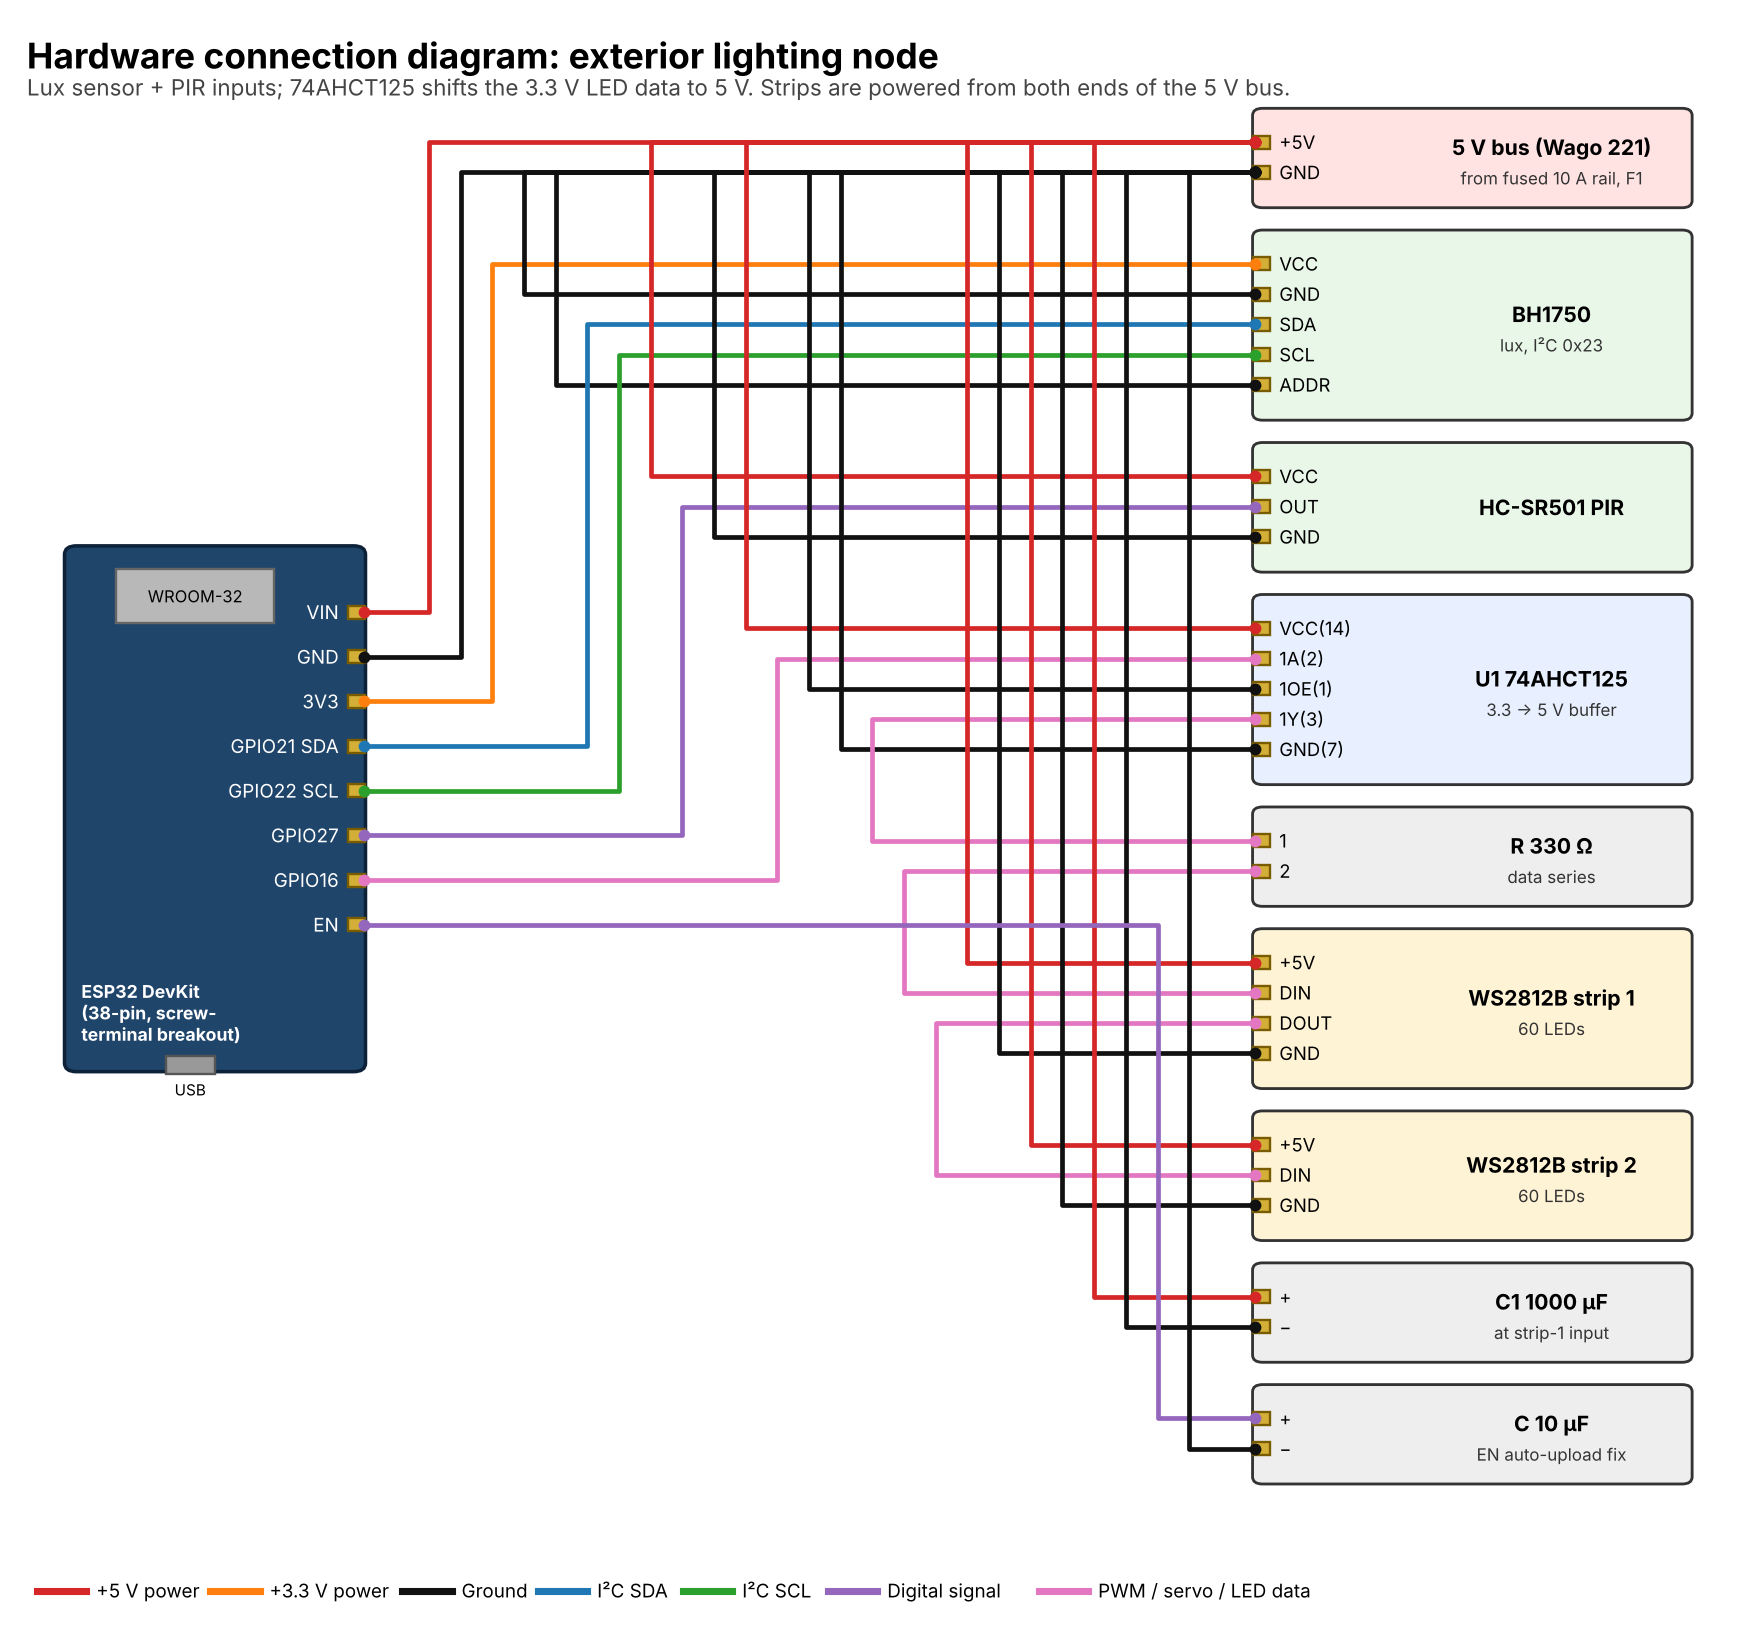 Hardware connection diagram: exterior lighting node
Lux sensor + PIR inputs; 74AHCT125 shifts the 3.3 V LED data to 5 V. Strips are powered from both ends of the 5 V bus.
+5V
GND
5 V bus (Wago 221)
from fused 10 A rail, F1
VCC
GND
SDA
SCL
ADDR
BH1750
lux, I²C 0x23
VCC
OUT
GND
HC-SR501 PIR
WROOM-32
VIN
GND
3V3
GPIO21 SDA
GPIO22 SCL
GPIO27
GPIO16
EN
ESP32 DevKit
(38-pin, screw-
terminal breakout)
USB
VCC(14)
1A(2)
1OE(1)
1Y(3)
GND(7)
U1 74AHCT125
3.3 → 5 V buffer
1
2
R 330 Ω
data series
+5V
DIN
DOUT
GND
WS2812B strip 1
60 LEDs
+5V
DIN
GND
WS2812B strip 2
60 LEDs
+
−
C1 1000 µF
at strip-1 input
+
−
C 10 µF
EN auto-upload fix
+5 V power
+3.3 V power
Ground
I²C SDA
I²C SCL
Digital signal
PWM / servo / LED data